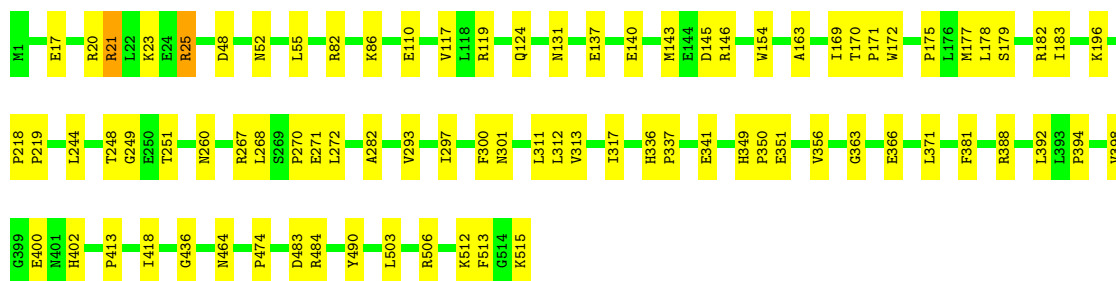 M1 E17 R20 R21 L22 K23 E24 R25 D48 N52 L55 R82 K86 E110 V117 L118 R119 Q124 N131 E137 E140 M143 E144 D145 R146 W154 A163 I169 T170 P171 W172 P175 L176 M177 L178 S179 R182 I183 K196
P218 P219 L244 T248 G249 E250 T251 N260 R267 L268 S269 P270 E271 L272 A282 V293 I297 F300 N301 L311 L312 V313 I317 H336 P337 E341 H349 P350 E351 V356 G363 E366 L371 F381 R388 L392 L393 P394 V398
G399 E400 N401 H402 P413 I418 G436 N464 P474 D483 R484 Y490 L503 R506 K512 F513 G514 K515